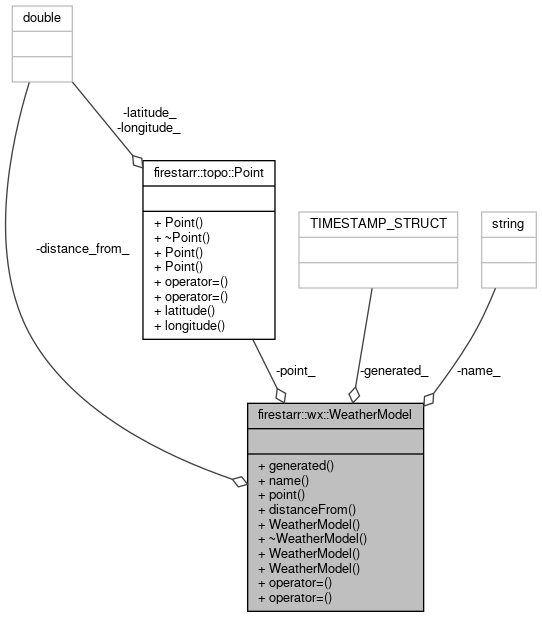 double
-latitude_
-longitude_
firestarr::topo::Point
+ Point()
+ ~Point()
+ Point()
+ Point()
+ operator=()
+ operator=()
+ latitude()
+ longitude()
TIMESTAMP_STRUCT
string
-distance_from_
-point_
-generated_
-name_
firestarr::wx::WeatherModel
+ generated()
+ name()
+ point()
+ distanceFrom()
+ WeatherModel()
+ ~WeatherModel()
+ WeatherModel()
+ WeatherModel()
+ operator=()
+ operator=()